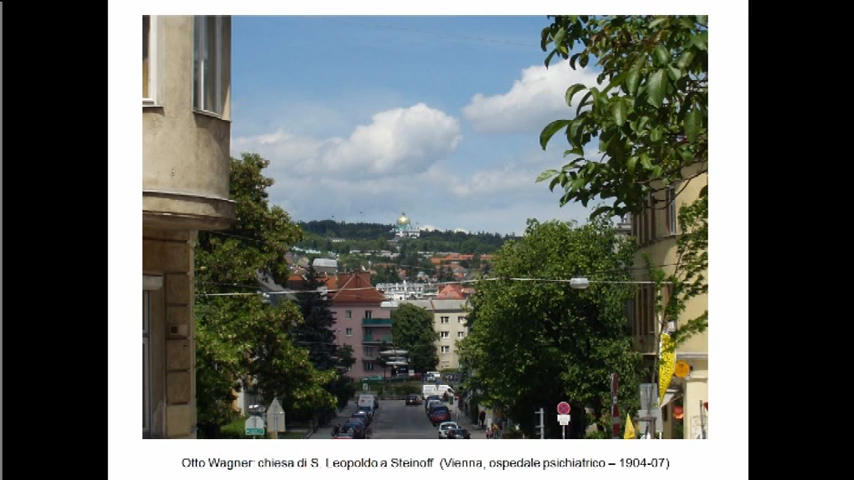 Otto Wagner: chiesa di S. Leopoldo a Steinoff (Vienna, ospedale psichiatrico – 1904-07)